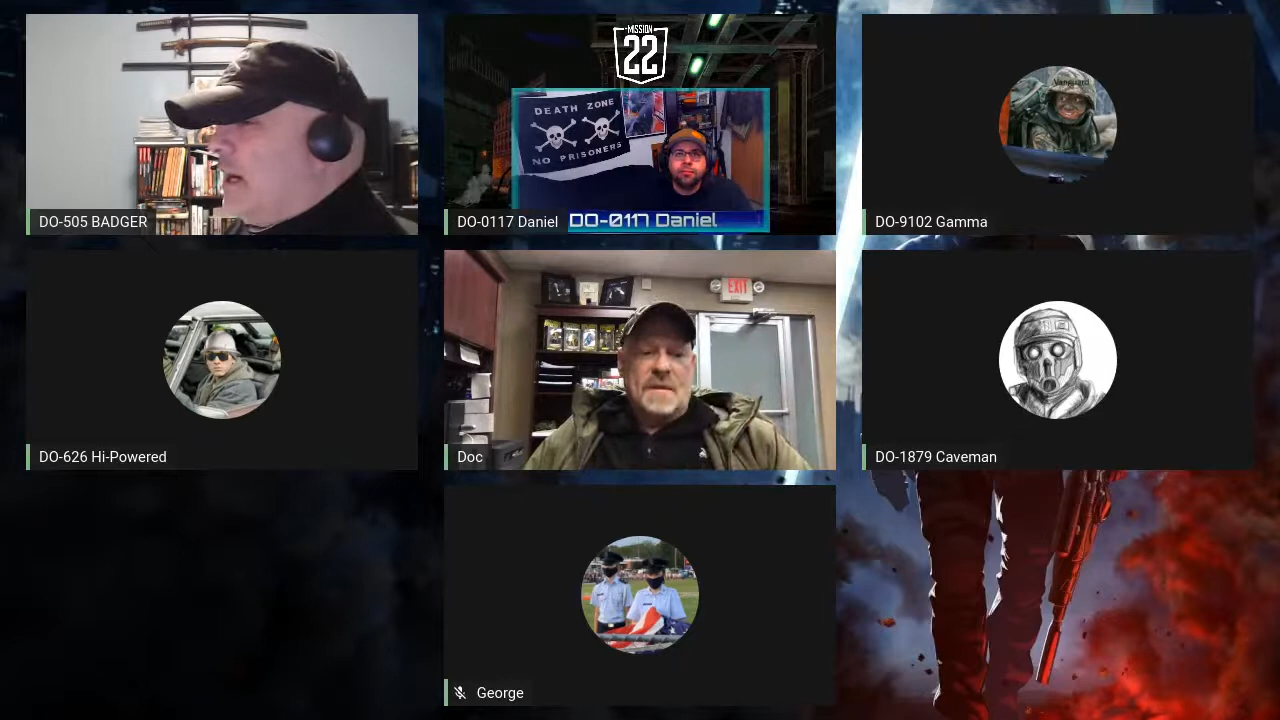 MISSION
22
DEATH ZONE
NO PRISONERS
DO-505 BADGER
DO-0117 Daniel
DO-0117 Daniel
Vanguard
DO-9102 Gamma
EXIT
DO-626 Hi-Powered
Doc
DO-1879 Caveman
George